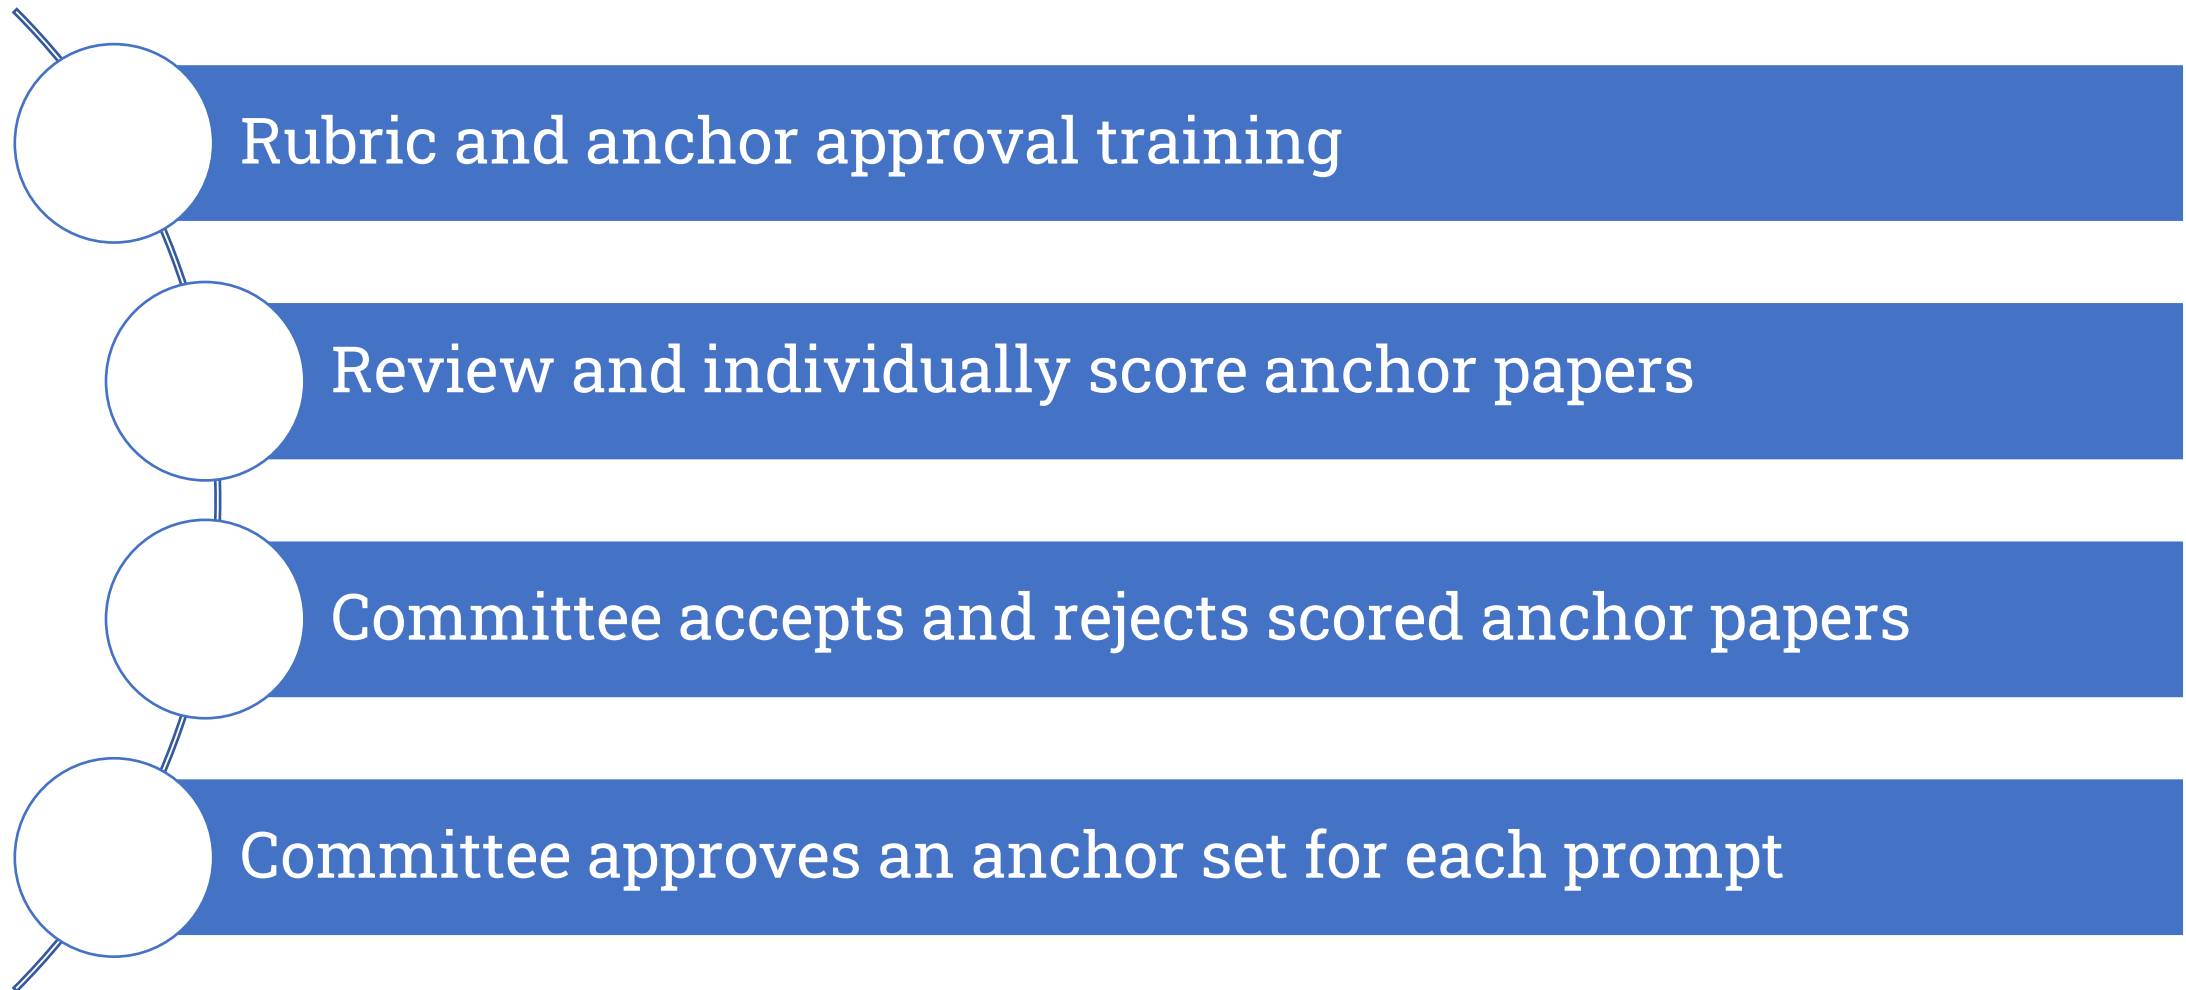 Rubric and anchor approval training
Review and individually score anchor papers
Committee accepts and rejects scored anchor papers
Committee approves an anchor set for each prompt